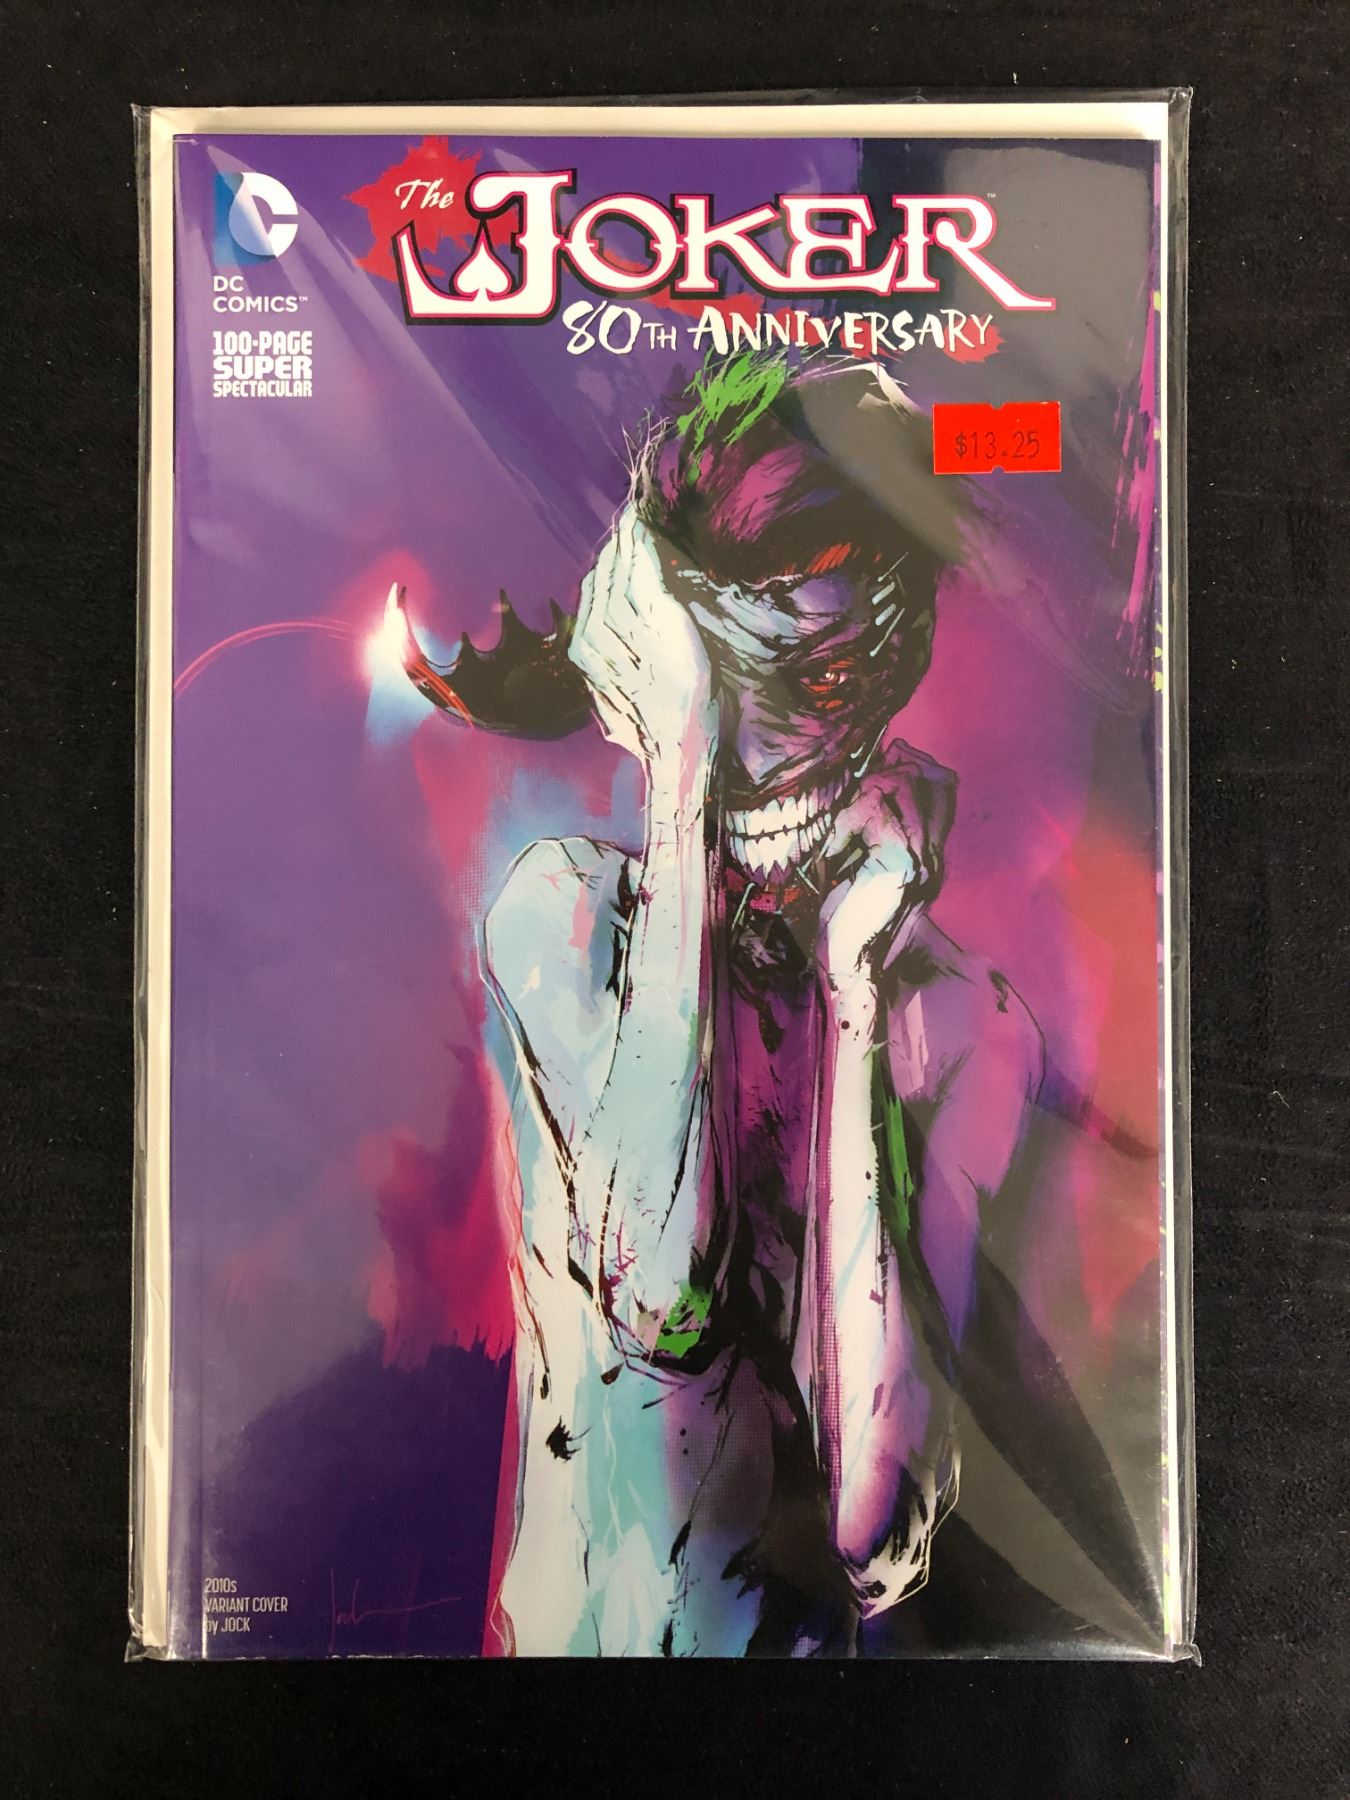 The
JOKER™
80TH ANNIVERSARY
DC
COMICS™
100-PAGE
SUPER
SPECTACULAR
$13.25
2010s
VARIANT COVER
by JOCK